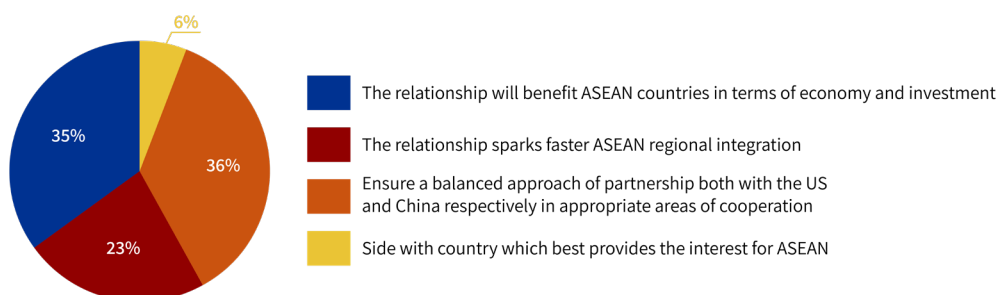 6%
35%
36%
23%
The relationship will benefit ASEAN countries in terms of economy and investment
The relationship sparks faster ASEAN regional integration
Ensure a balanced approach of partnership both with the US
and China respectively in appropriate areas of cooperation
Side with country which best provides the interest for ASEAN